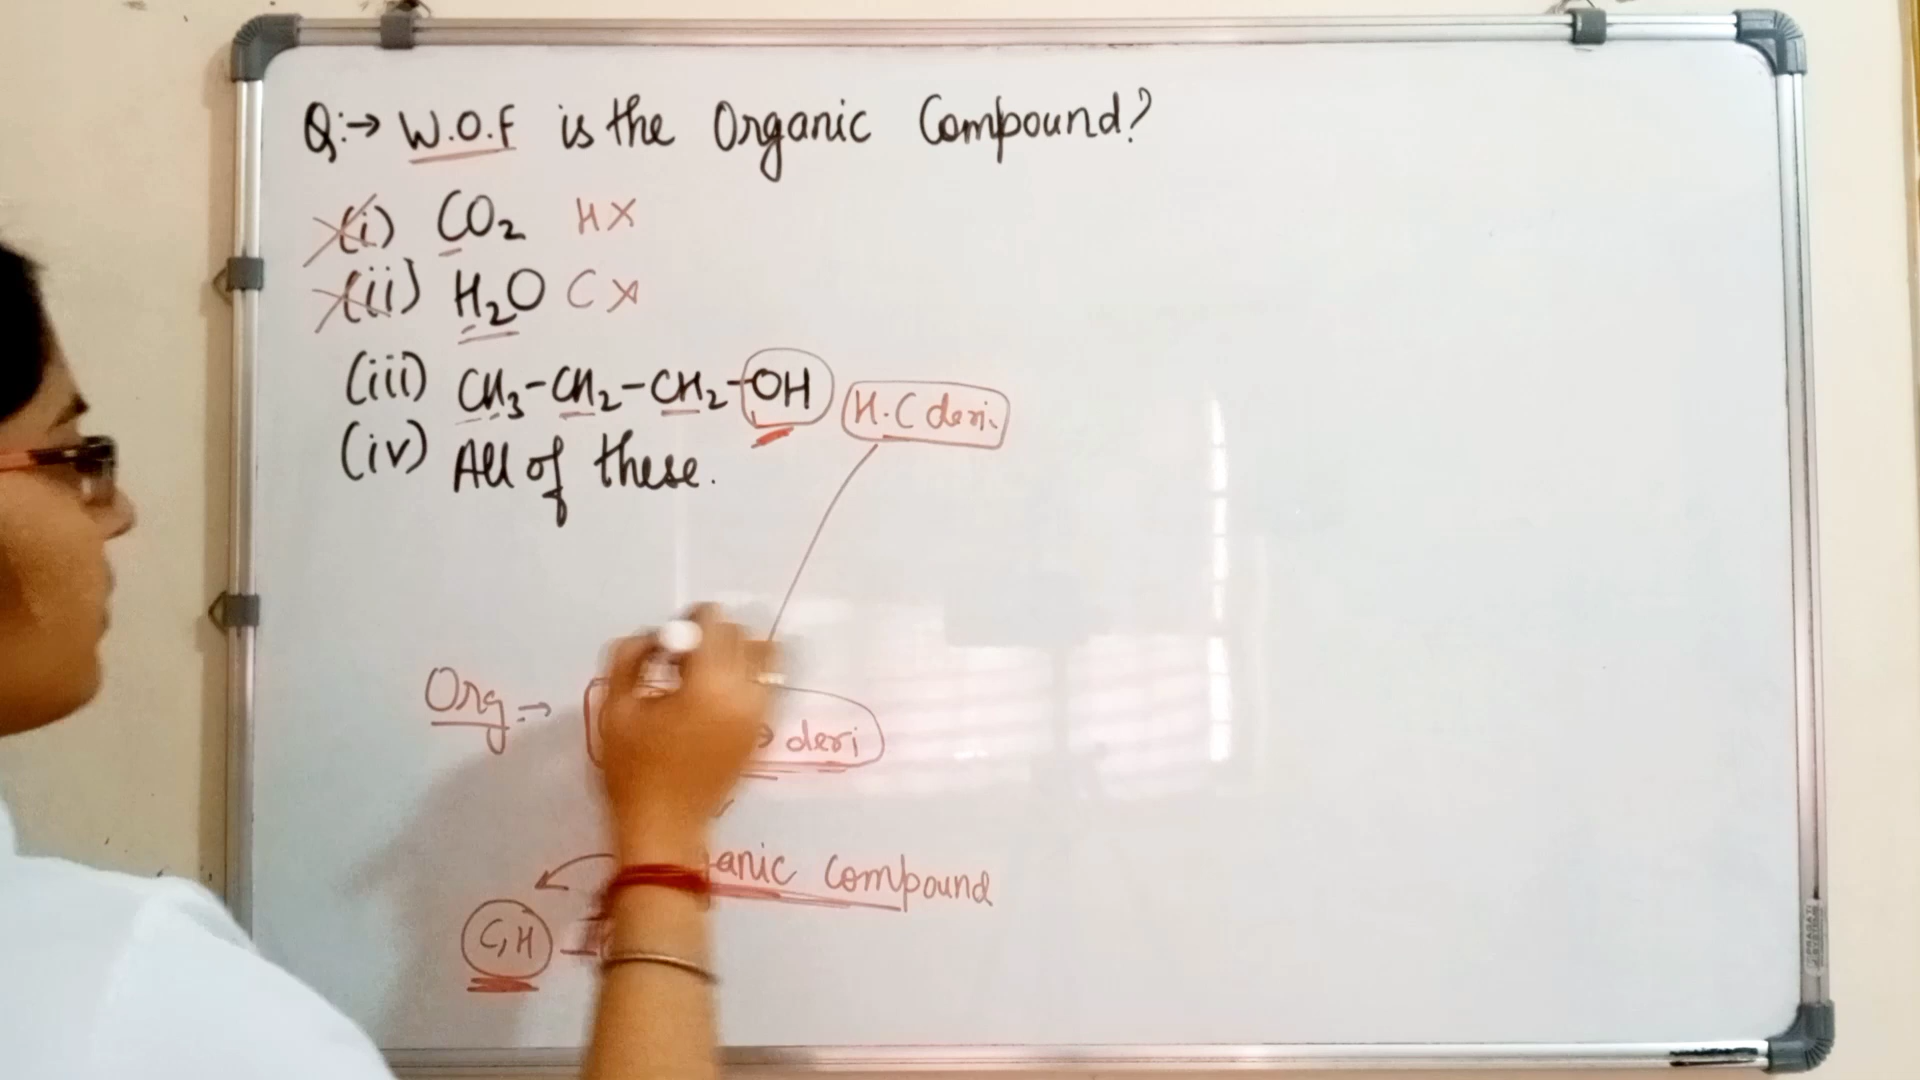 Q:→ W.O.F is the Organic Compound?
(i) CO₂ H X
(ii) H₂O C X
(iii) CH₃-CH₂-CH₂-OH H.C deri.
(iv) All of these.
Org:→ → deri
anic compound
C,H